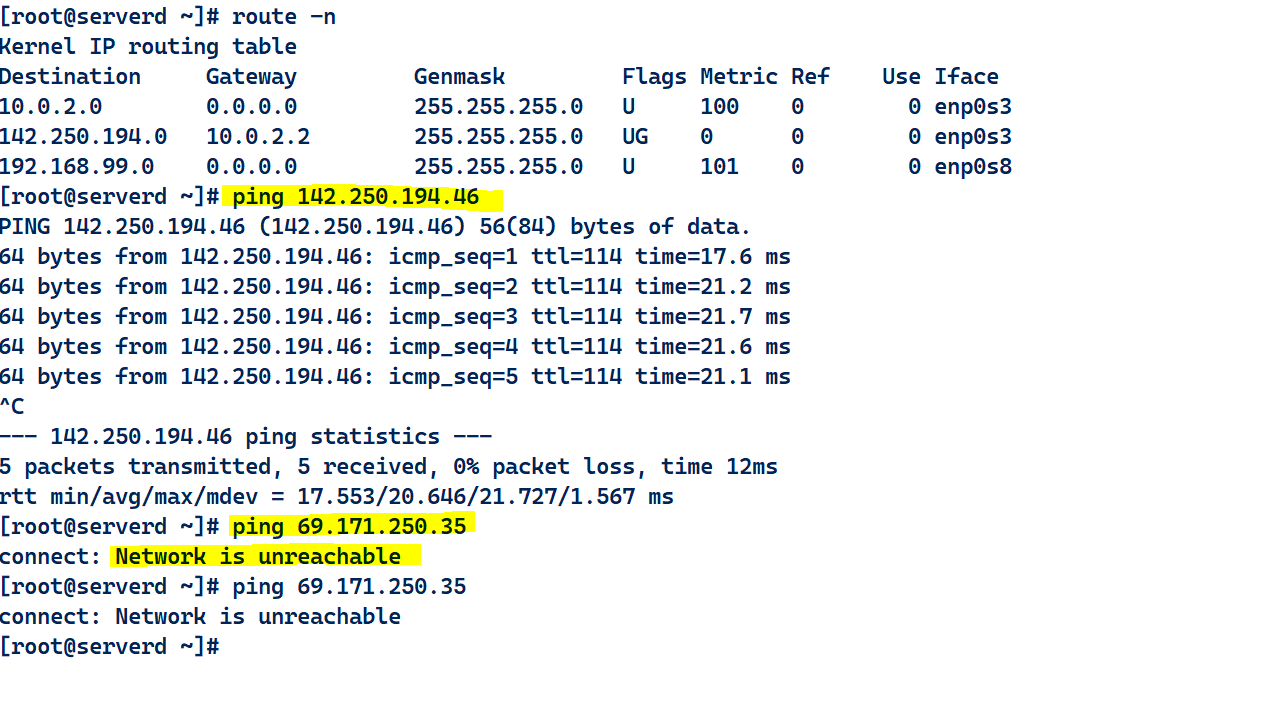 [root@serverd ~]# route -n
Kernel IP routing table
Destination     Gateway         Genmask         Flags Metric Ref    Use Iface
10.0.2.0        0.0.0.0         255.255.255.0   U     100    0        0 enp0s3
142.250.194.0   10.0.2.2        255.255.255.0   UG    0      0        0 enp0s3
192.168.99.0    0.0.0.0         255.255.255.0   U     101    0        0 enp0s8
[root@serverd ~]# ping 142.250.194.46
PING 142.250.194.46 (142.250.194.46) 56(84) bytes of data.
64 bytes from 142.250.194.46: icmp_seq=1 ttl=114 time=17.6 ms
64 bytes from 142.250.194.46: icmp_seq=2 ttl=114 time=21.2 ms
64 bytes from 142.250.194.46: icmp_seq=3 ttl=114 time=21.7 ms
64 bytes from 142.250.194.46: icmp_seq=4 ttl=114 time=21.6 ms
64 bytes from 142.250.194.46: icmp_seq=5 ttl=114 time=21.1 ms
^C
--- 142.250.194.46 ping statistics ---
5 packets transmitted, 5 received, 0% packet loss, time 12ms
rtt min/avg/max/mdev = 17.553/20.646/21.727/1.567 ms
[root@serverd ~]# ping 69.171.250.35
connect: Network is unreachable
[root@serverd ~]# ping 69.171.250.35
connect: Network is unreachable
[root@serverd ~]#